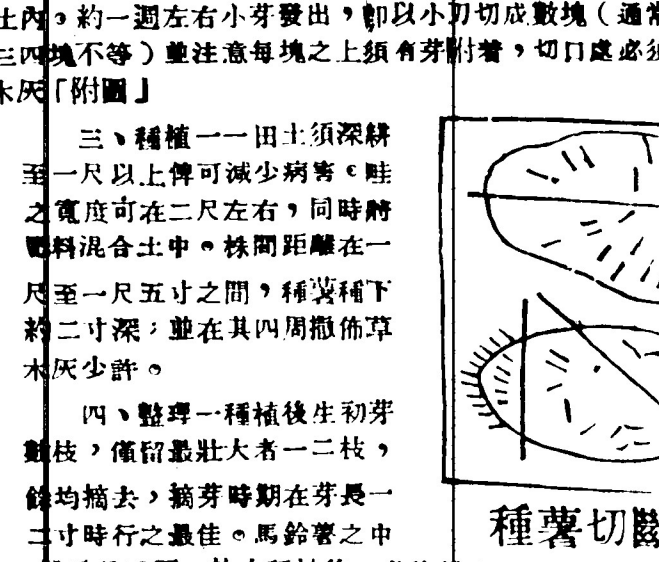 土內。約一週左右小芽發出，卽以小刀切成數塊（通常
三四塊不等）並注意每塊之上須有芽附着，切口處必須
木灰「附圖」
三、種植——田土須深耕
至一尺以上俾可減少病害。畦
之寬度可在二尺左右，同時將
肥料混合土中。株間距離在一
尺至一尺五寸之間，種薯種下
約二寸深；並在其四周撒佈草
木灰少許。
四、整理—種植後生初芽
數枝，僅留最壯大者一二枝，
餘均摘去，摘芽時期在芽長一
二寸時行之最佳。馬鈴薯之中
種薯切斷